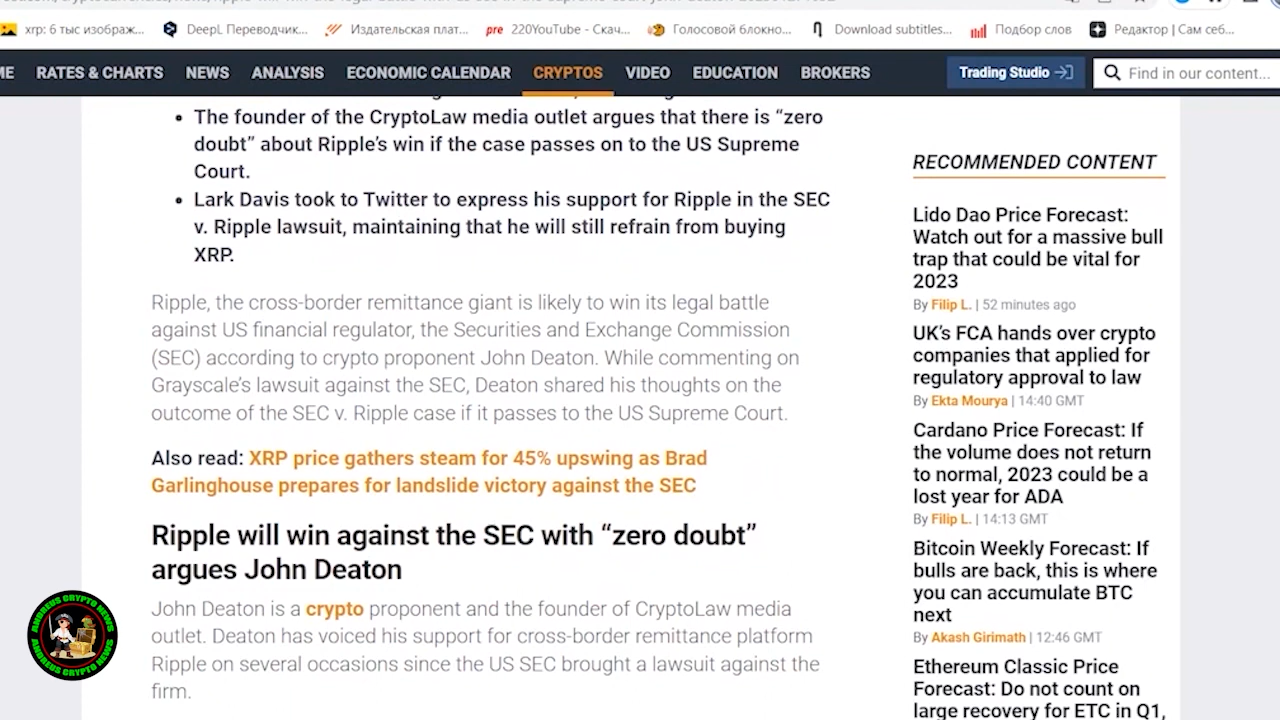 xrp: 6 тыс изображ...
DeepL Переводчик...
Издательская плат...
pre 220YouTube - Скач...
Голосовой блокно...
Download subtitles...
Подбор слов
Редактор | Сам себ...
ME RATES & CHARTS NEWS ANALYSIS ECONOMIC CALENDAR CRYPTOS VIDEO EDUCATION BROKERS
Trading Studio
Find in our content...
The founder of the CryptoLaw media outlet argues that there is “zero
doubt” about Ripple’s win if the case passes on to the US Supreme
Court.
Lark Davis took to Twitter to express his support for Ripple in the SEC
v. Ripple lawsuit, maintaining that he will still refrain from buying
XRP.
Ripple, the cross-border remittance giant is likely to win its legal battle
against US financial regulator, the Securities and Exchange Commission
(SEC) according to crypto proponent John Deaton. While commenting on
Grayscale’s lawsuit against the SEC, Deaton shared his thoughts on the
outcome of the SEC v. Ripple case if it passes to the US Supreme Court.
Also read: XRP price gathers steam for 45% upswing as Brad
Garlinghouse prepares for landslide victory against the SEC
Ripple will win against the SEC with “zero doubt”
argues John Deaton
John Deaton is a crypto proponent and the founder of CryptoLaw media
outlet. Deaton has voiced his support for cross-border remittance platform
Ripple on several occasions since the US SEC brought a lawsuit against the
firm.
RECOMMENDED CONTENT
Lido Dao Price Forecast:
Watch out for a massive bull
trap that could be vital for
2023
By Filip L. | 52 minutes ago
UK’s FCA hands over crypto
companies that applied for
regulatory approval to law
By Ekta Mourya | 14:40 GMT
Cardano Price Forecast: If
the volume does not return
to normal, 2023 could be a
lost year for ADA
By Filip L. | 14:13 GMT
Bitcoin Weekly Forecast: If
bulls are back, this is where
you can accumulate BTC
next
By Akash Girimath | 12:46 GMT
Ethereum Classic Price
Forecast: Do not count on
large recovery for ETC in Q1,
ANDREUS CRYPTO NEWS
ANDREUS CRYPTO NEWS